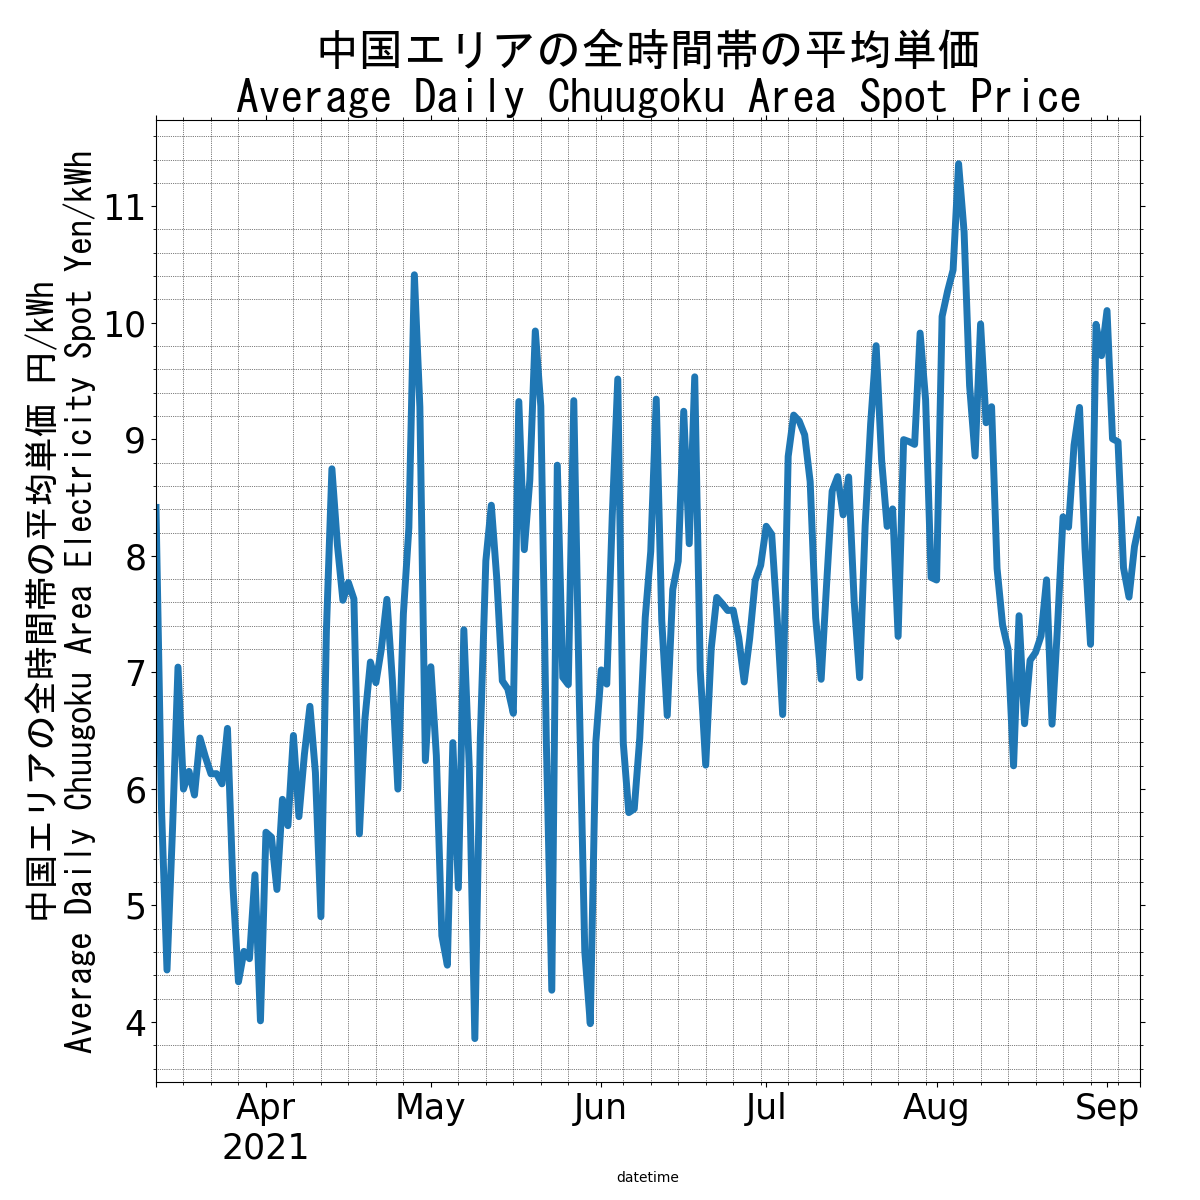 中国エリアの全時間帯の平均単価
Average Daily Chuugoku Area Spot Price
中国エリアの全時間帯の平均単価 円/kWh
Average Daily Chuugoku Area Electricity Spot Yen/kWh
11
10
9
8
7
6
5
4
Apr
2021
May
Jun
Jul
Aug
Sep
datetime